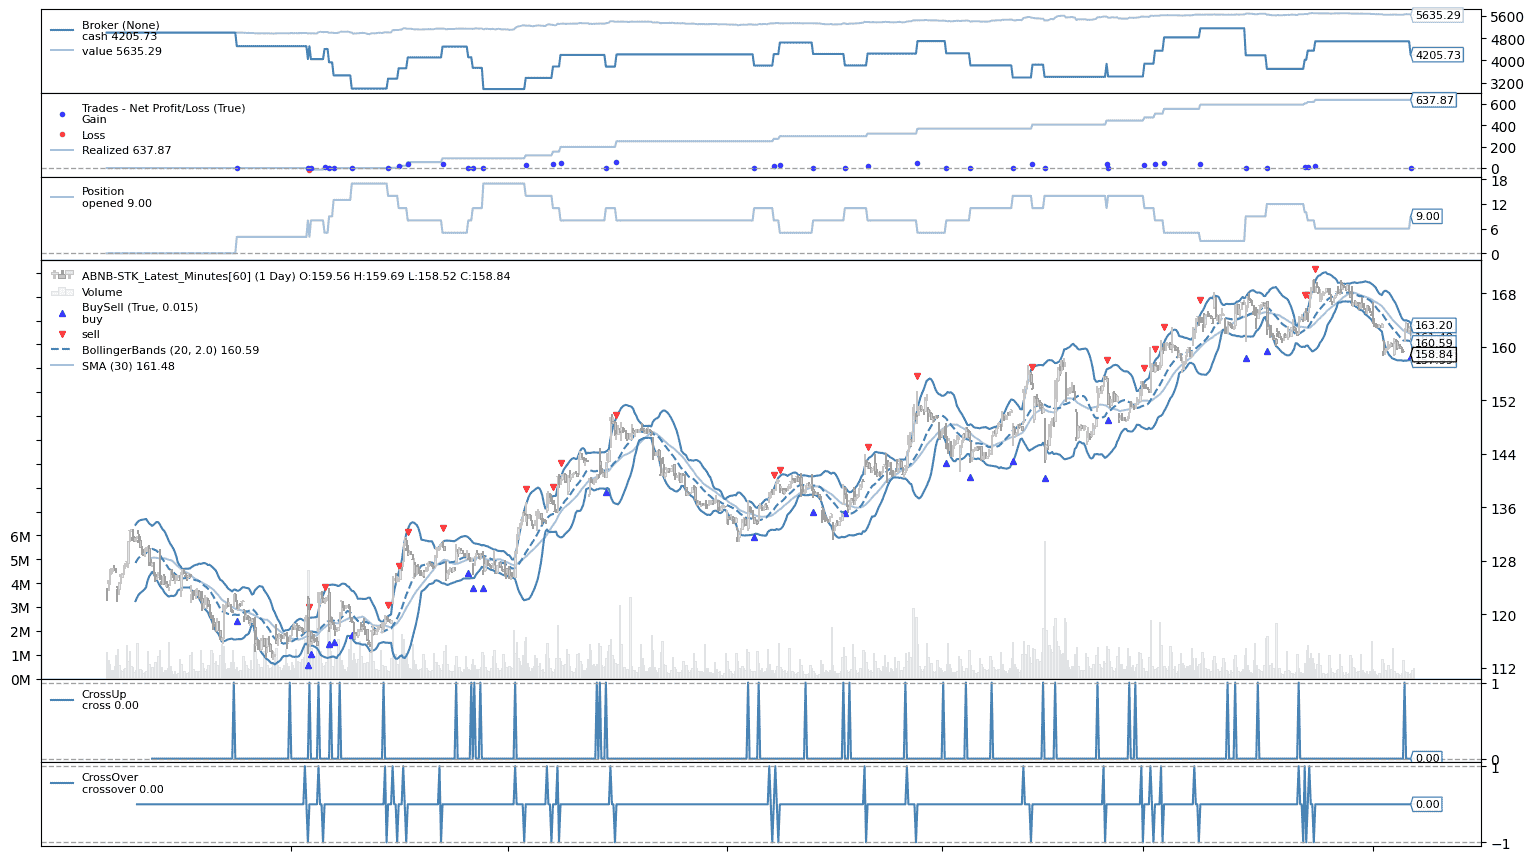 Broker (None)
cash 4205.73
value 5635.29
5635.29
4205.73
5600
4800
4000
3200
Trades - Net Profit/Loss (True)
Gain
Loss
Realized 637.87
637.87
600
400
200
0
Position
opened 9.00
9.00
18
12
6
0
ABNB-STK_Latest_Minutes[60] (1 Day) O:159.56 H:159.69 L:158.52 C:158.84
Volume
BuySell (True, 0.015)
buy
sell
BollingerBands (20, 2.0) 160.59
SMA (30) 161.48
163.20
160.59
158.84
168
160
152
144
136
128
120
112
6M
5M
4M
3M
2M
1M
0M
CrossUp
cross 0.00
0.00
1
0
CrossOver
crossover 0.00
0.00
1
−1